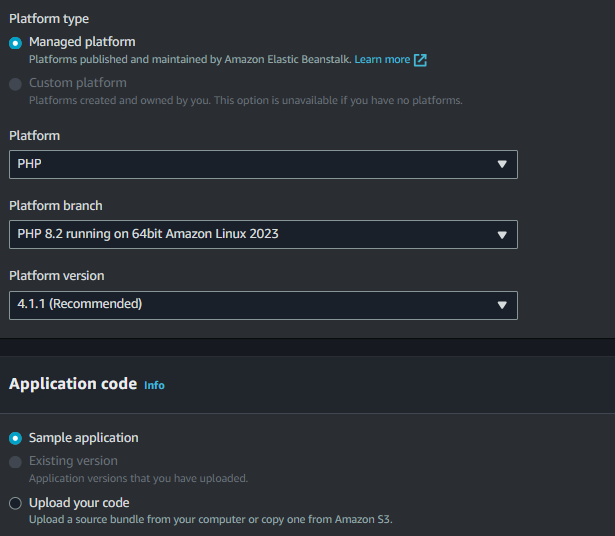 Platform type
Managed platform
Platforms published and maintained by Amazon Elastic Beanstalk. Learn more
Custom platform
Platforms created and owned by you. This option is unavailable if you have no platforms.
Platform
PHP
Platform branch
PHP 8.2 running on 64bit Amazon Linux 2023
Platform version
4.1.1 (Recommended)
Application code Info
Sample application
Existing version
Application versions that you have uploaded.
Upload your code
Upload a source bundle from your computer or copy one from Amazon S3.